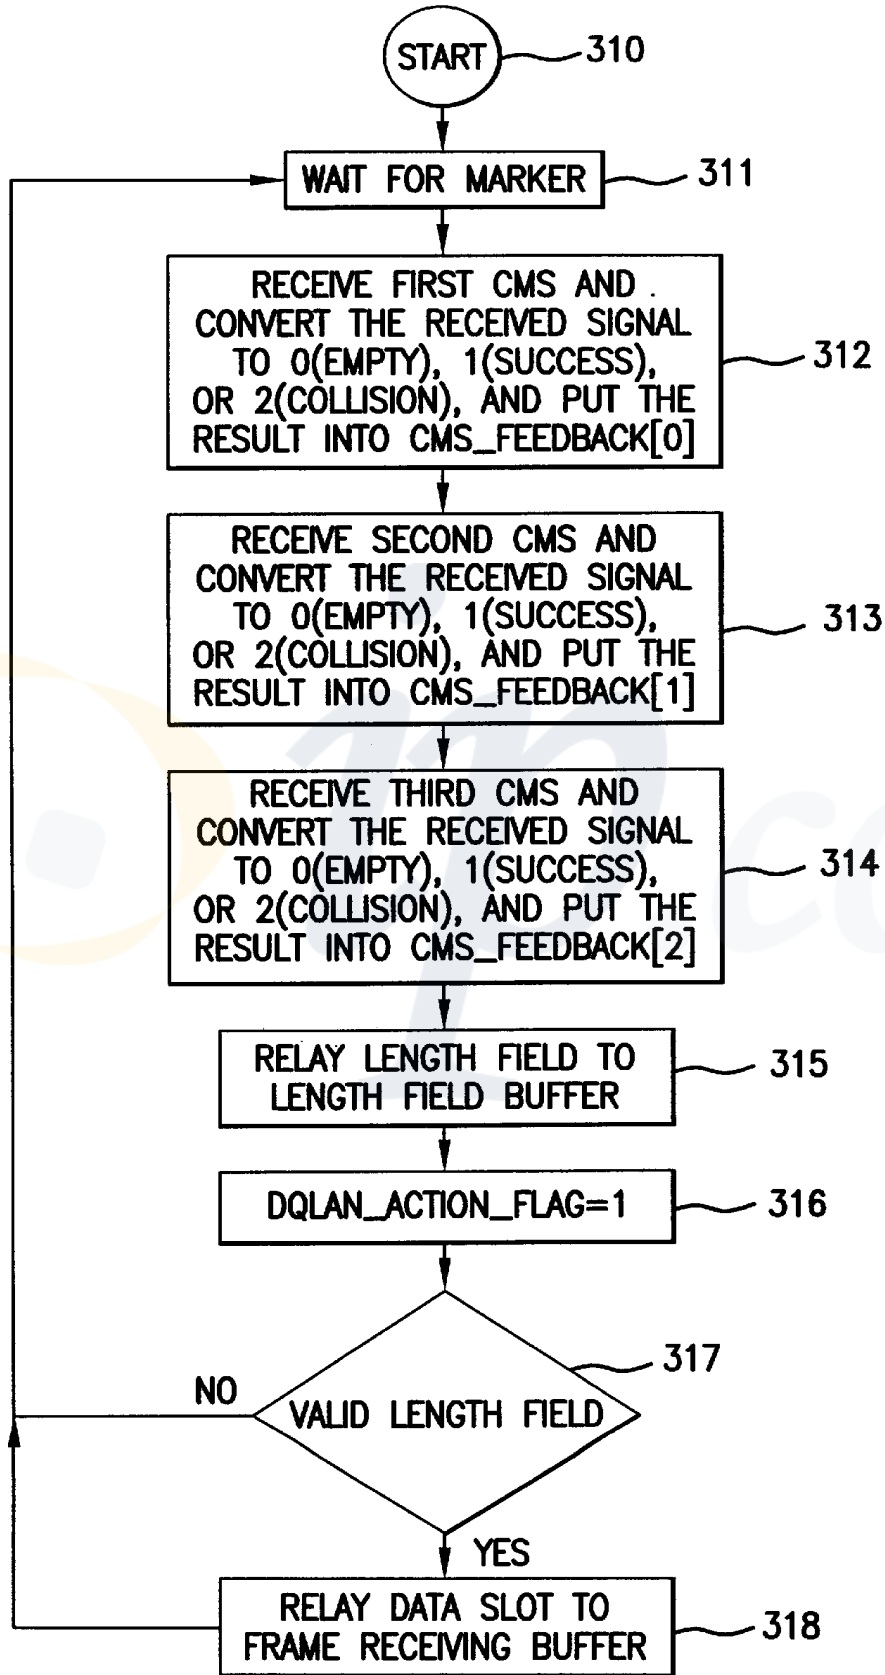 START
310
WAIT FOR MARKER
311
RECEIVE FIRST CMS AND
CONVERT THE RECEIVED SIGNAL
TO 0(EMPTY), 1(SUCCESS),
OR 2(COLLISION), AND PUT THE
RESULT INTO CMS_FEEDBACK[0]
312
RECEIVE SECOND CMS AND
CONVERT THE RECEIVED SIGNAL
TO 0(EMPTY), 1(SUCCESS),
OR 2(COLLISION), AND PUT THE
RESULT INTO CMS_FEEDBACK[1]
313
RECEIVE THIRD CMS AND
CONVERT THE RECEIVED SIGNAL
TO 0(EMPTY), 1(SUCCESS),
OR 2(COLLISION), AND PUT THE
RESULT INTO CMS_FEEDBACK[2]
314
RELAY LENGTH FIELD TO
LENGTH FIELD BUFFER
315
DQLAN_ACTION_FLAG=1
316
317
NO
VALID LENGTH FIELD
YES
RELAY DATA SLOT TO
FRAME RECEIVING BUFFER
318
ip.co